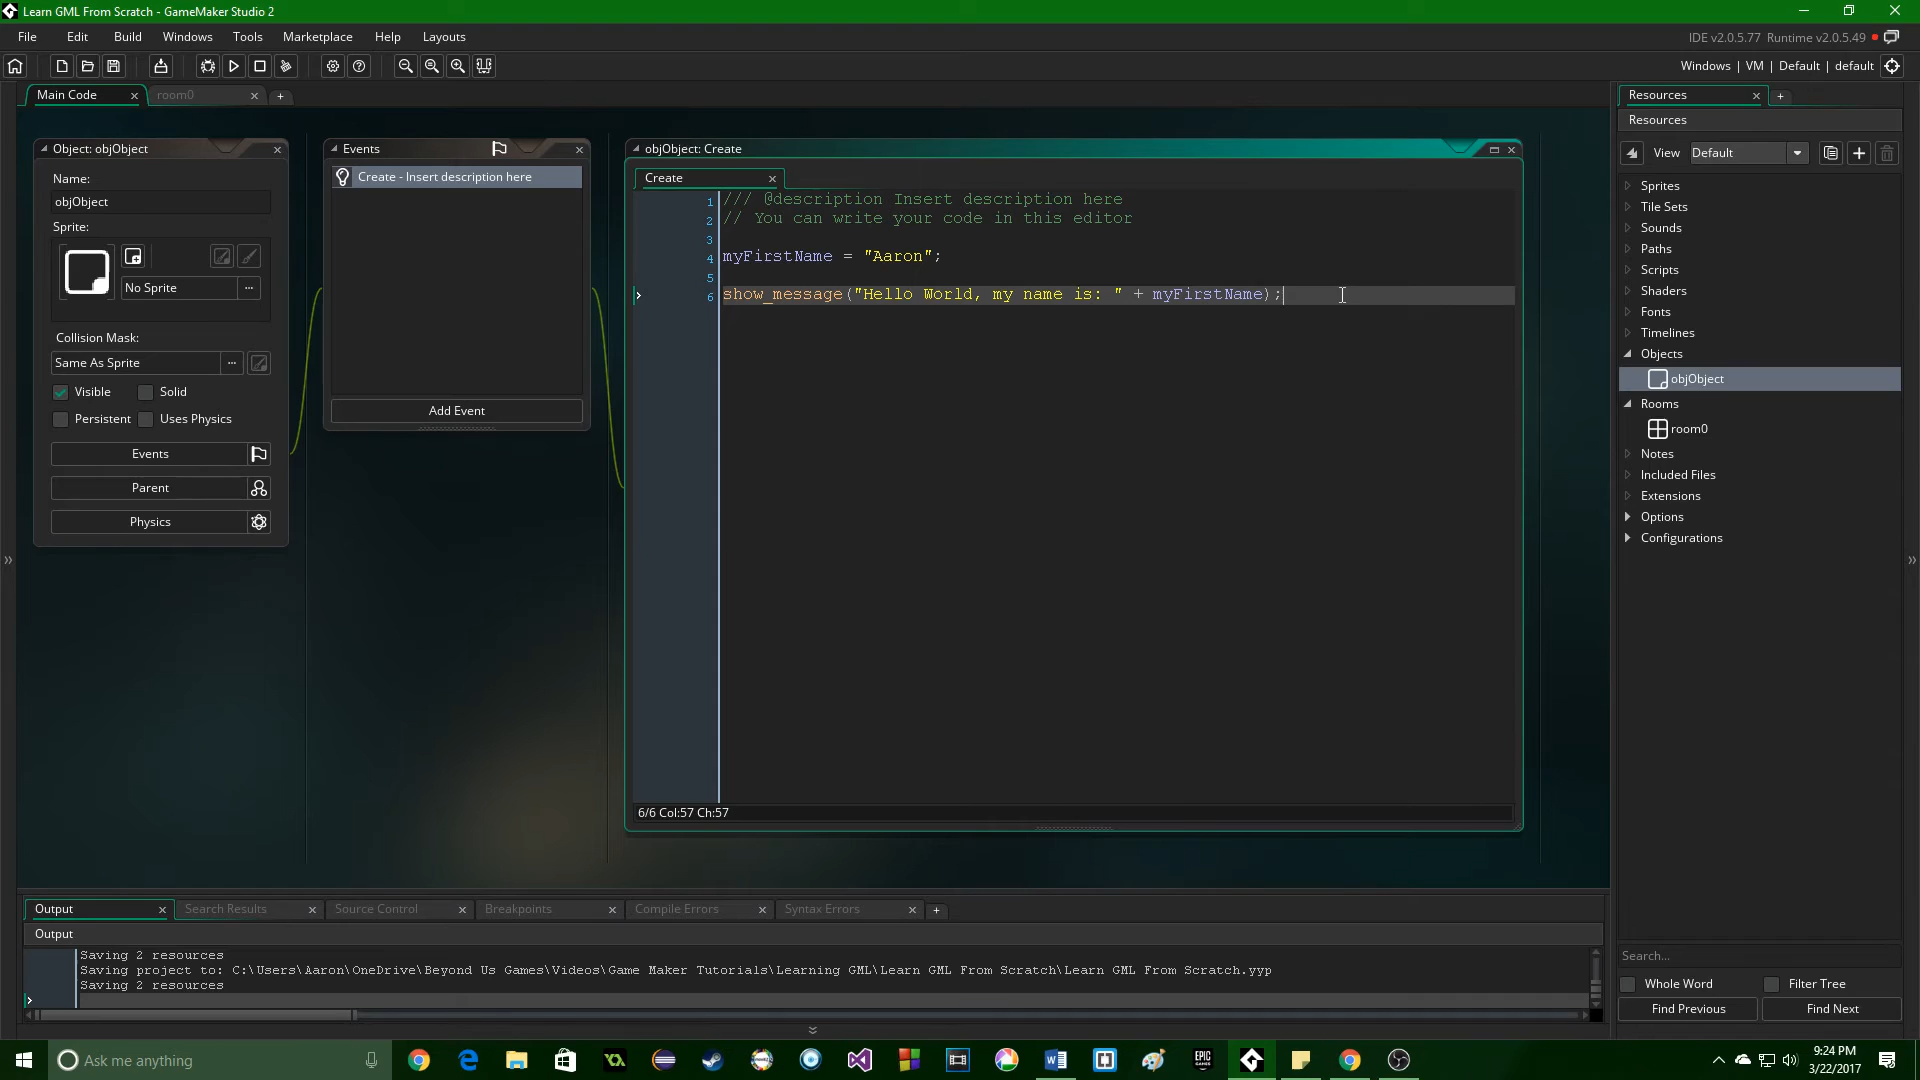 Learn GML From Scratch - GameMaker Studio 2
File Edit Build Windows Tools Marketplace Help Layouts
IDE v2.0.5.77 Runtime v2.0.5.49
Windows | VM | Default | default
Main Code
room0
Object: objObject
Name:
objObject
Sprite:
No Sprite
Collision Mask:
Same As Sprite
Visible
Solid
Persistent
Uses Physics
Events
Parent
Physics
Events
Create - Insert description here
Add Event
objObject: Create
Create
1 /// @description Insert description here
2 // You can write your code in this editor
3
4 myFirstName = "Aaron";
5
6 show_message("Hello World, my name is: " + myFirstName);
6/6 Col:57 Ch:57
Resources
Resources
View Default
Sprites
Tile Sets
Sounds
Paths
Scripts
Shaders
Fonts
Timelines
Objects
objObject
Rooms
room0
Notes
Included Files
Extensions
Options
Configurations
Search...
Whole Word
Filter Tree
Find Previous
Find Next
Output
Search Results
Source Control
Breakpoints
Compile Errors
Syntax Errors
Output
Saving 2 resources
Saving project to: C:\Users\Aaron\OneDrive\Beyond Us Games\Videos\Game Maker Tutorials\Learning GML\Learn GML From Scratch\Learn GML From Scratch.yyp
Saving 2 resources
Ask me anything
EPIC
GAMES
9:24 PM
3/22/2017